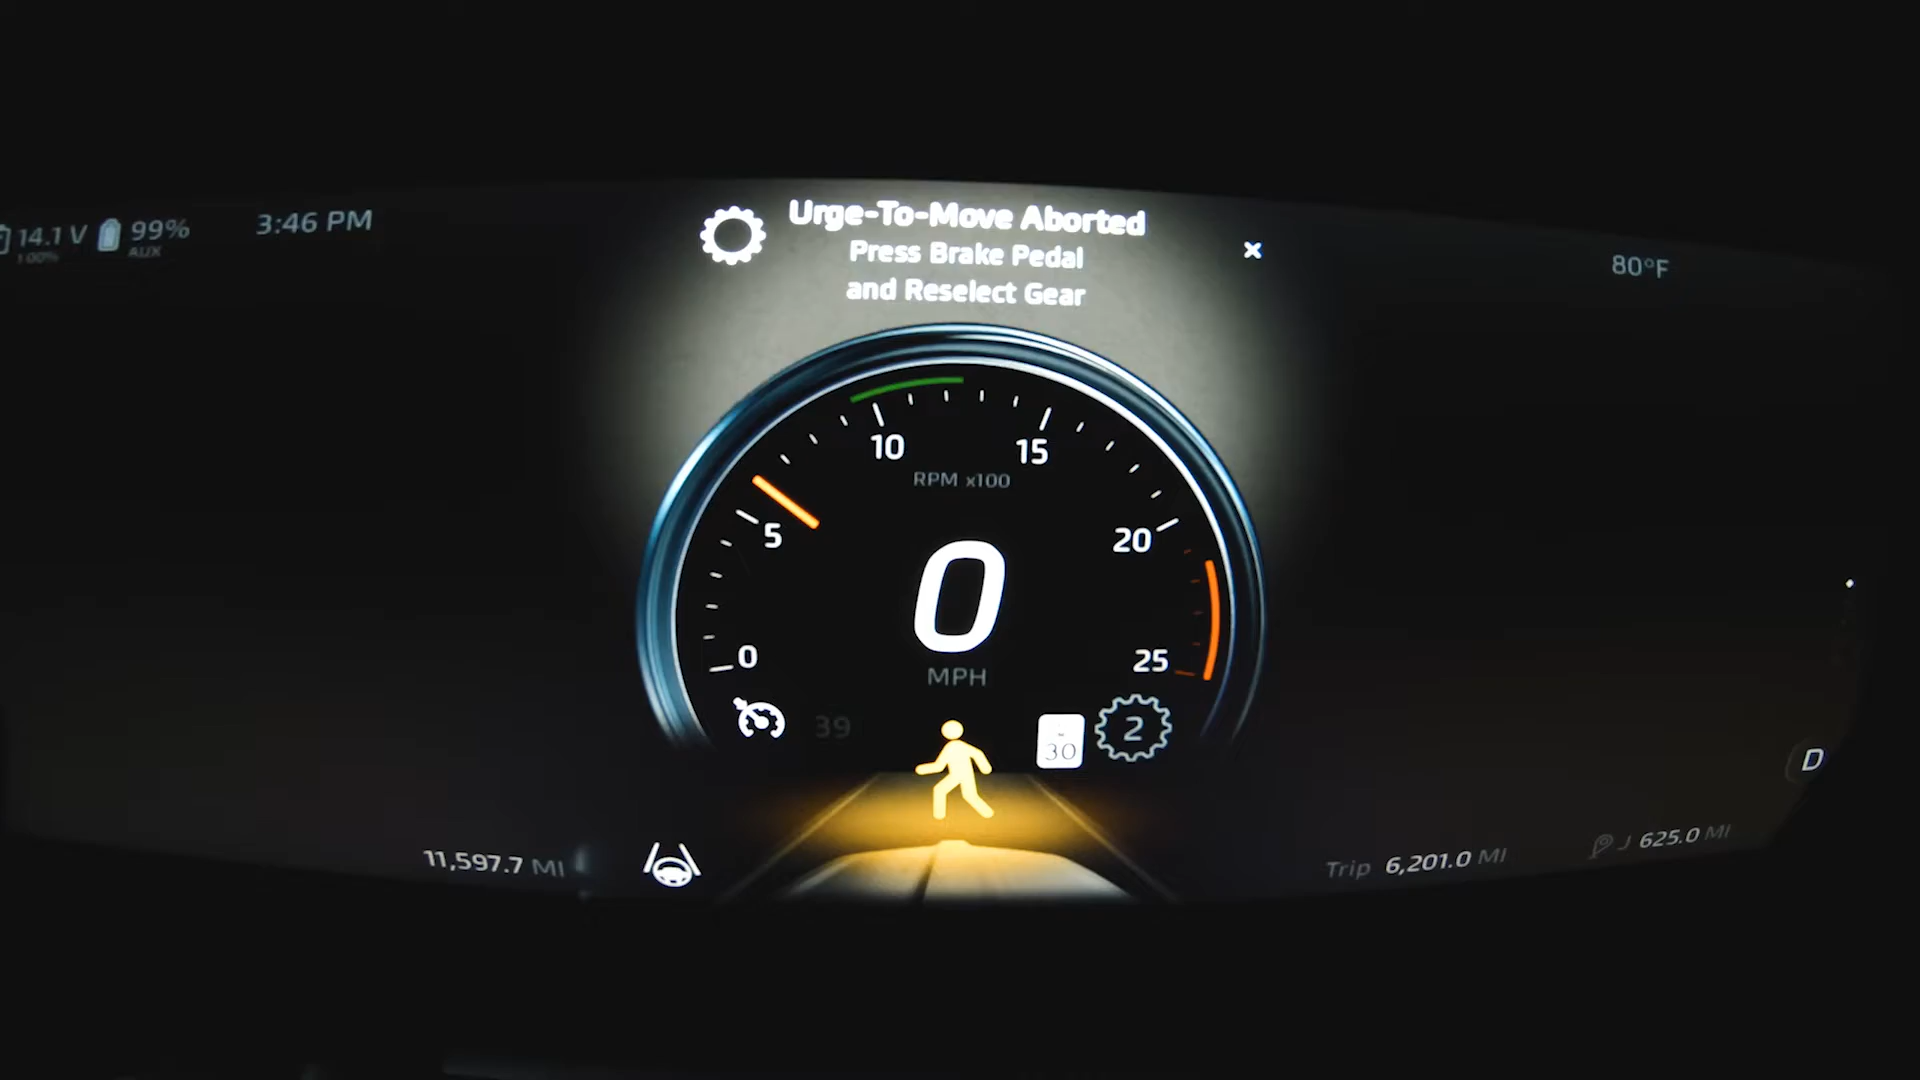 14.1 V 99% 3:46 PM
100% AUX
Urge-To-Move Aborted
Press Brake Pedal
and Reselect Gear
80°F
10 15
RPM x100
5 20
0
MPH
0 25
39 30 2
D
11,597.7 MI
Trip 6,201.0 MI
625.0 MI